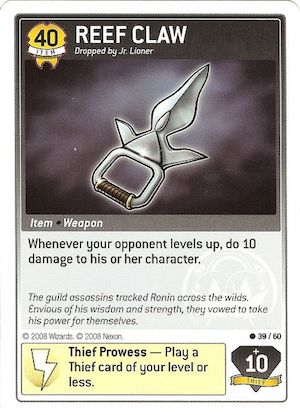 40
ITEM
REEF CLAW
Dropped by Jr. Lioner
Item • Weapon
Whenever your opponent levels up, do 10
damage to his or her character.
The guild assassins tracked Ronin across the wilds.
Envious of his wisdom and strength, they vowed to take
his power for themselves.
© 2008 Wizards. © 2008 Nexon.
● 39 / 60
Thief Prowess — Play a
Thief card of your level or
less.
+
10
THIEF